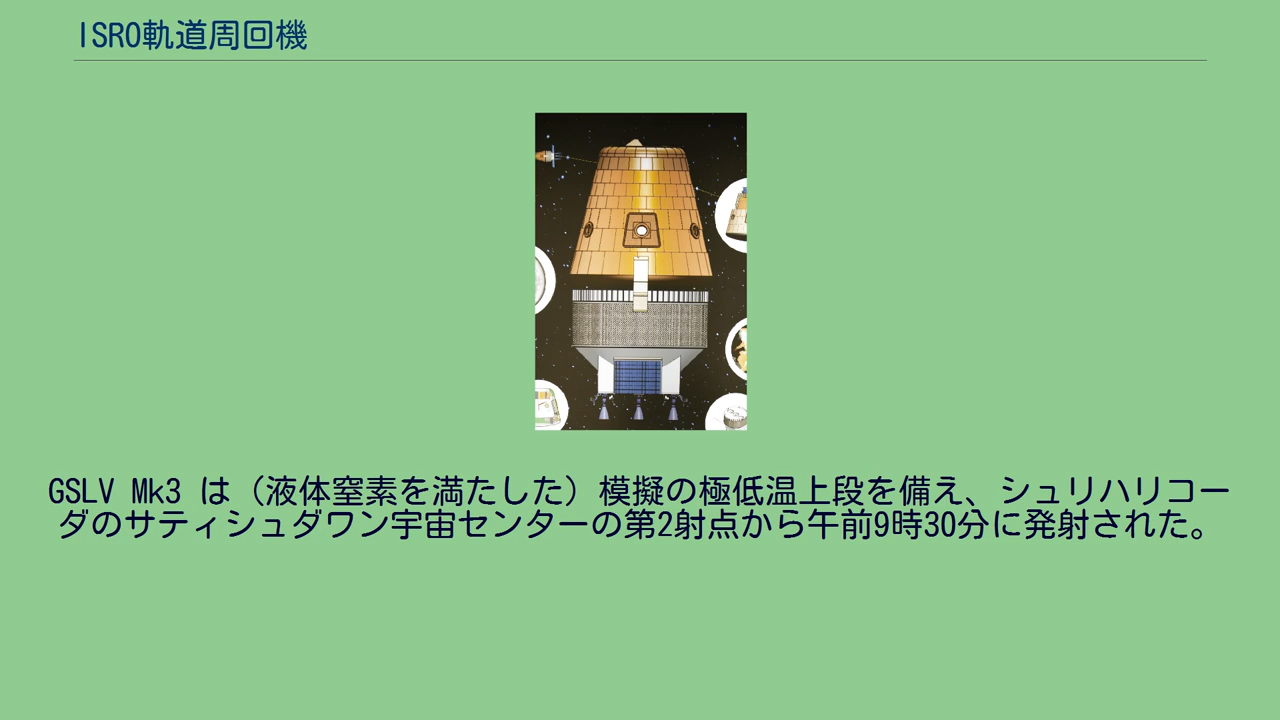 ISRO軌道周回機
GSLV Mk3 は（液体窒素を満たした）模擬の極低温上段を備え、シュリハリコー
ダのサティシュダワン宇宙センターの第2射点から午前9時30分に発射された。